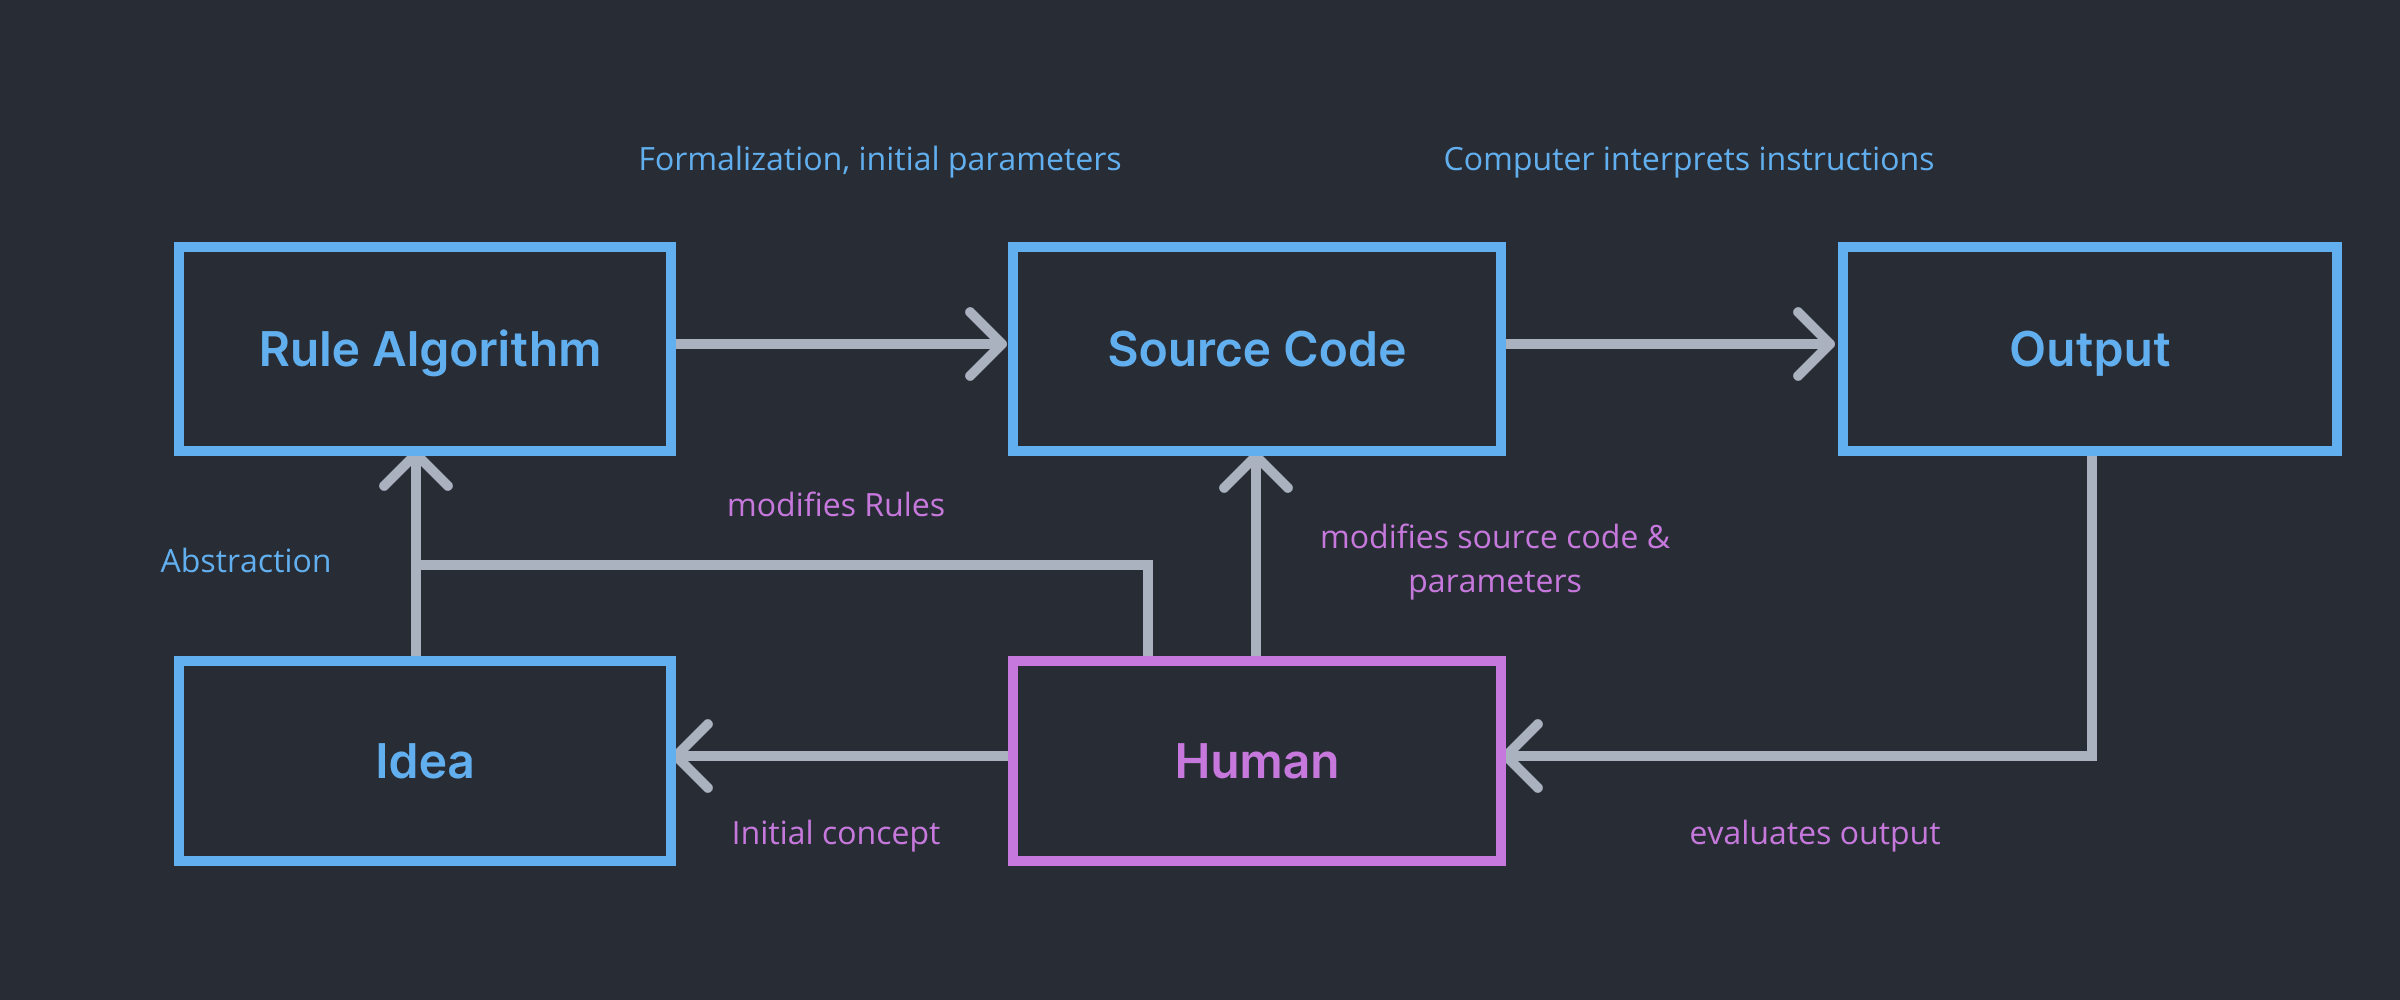 Formalization, initial parameters
Computer interprets instructions
Rule Algorithm
Source Code
Output
modifies Rules
modifies source code &
parameters
Abstraction
Idea
Human
Initial concept
evaluates output